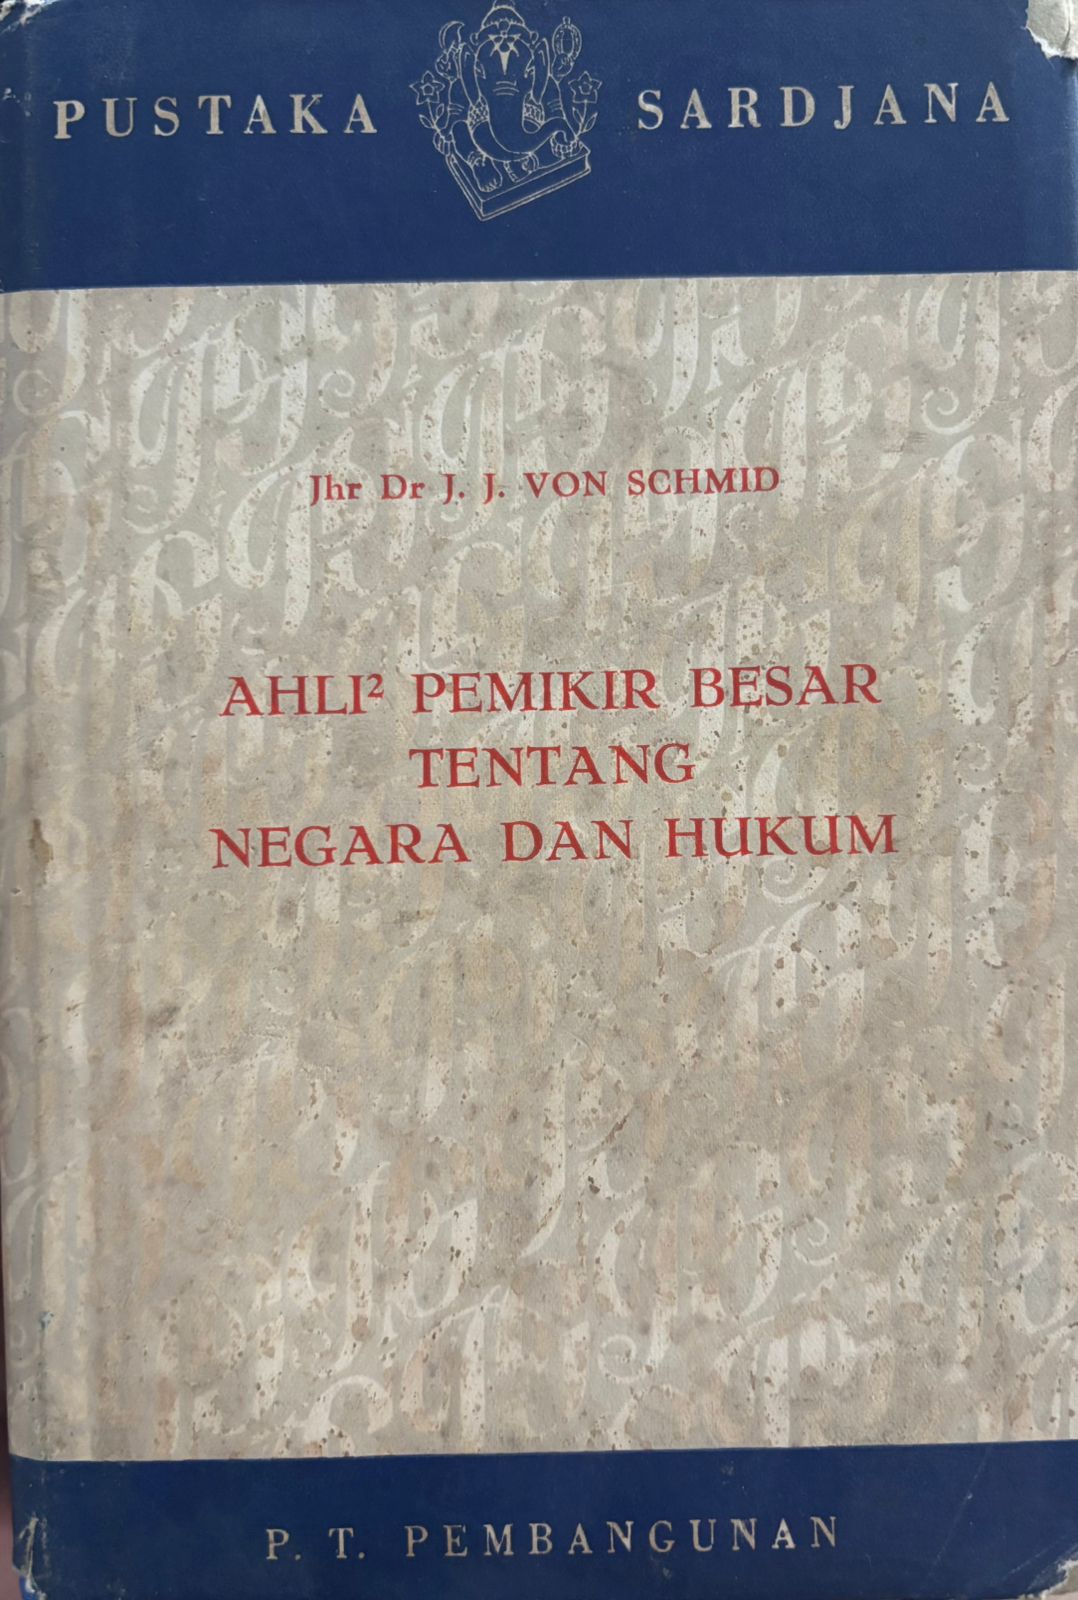 PUSTAKA SARDJANA
Jhr Dr J. J. VON SCHMID
AHLI² PEMIKIR BESAR
TENTANG
NEGARA DAN HUKUM
P. T. PEMBANGUNAN